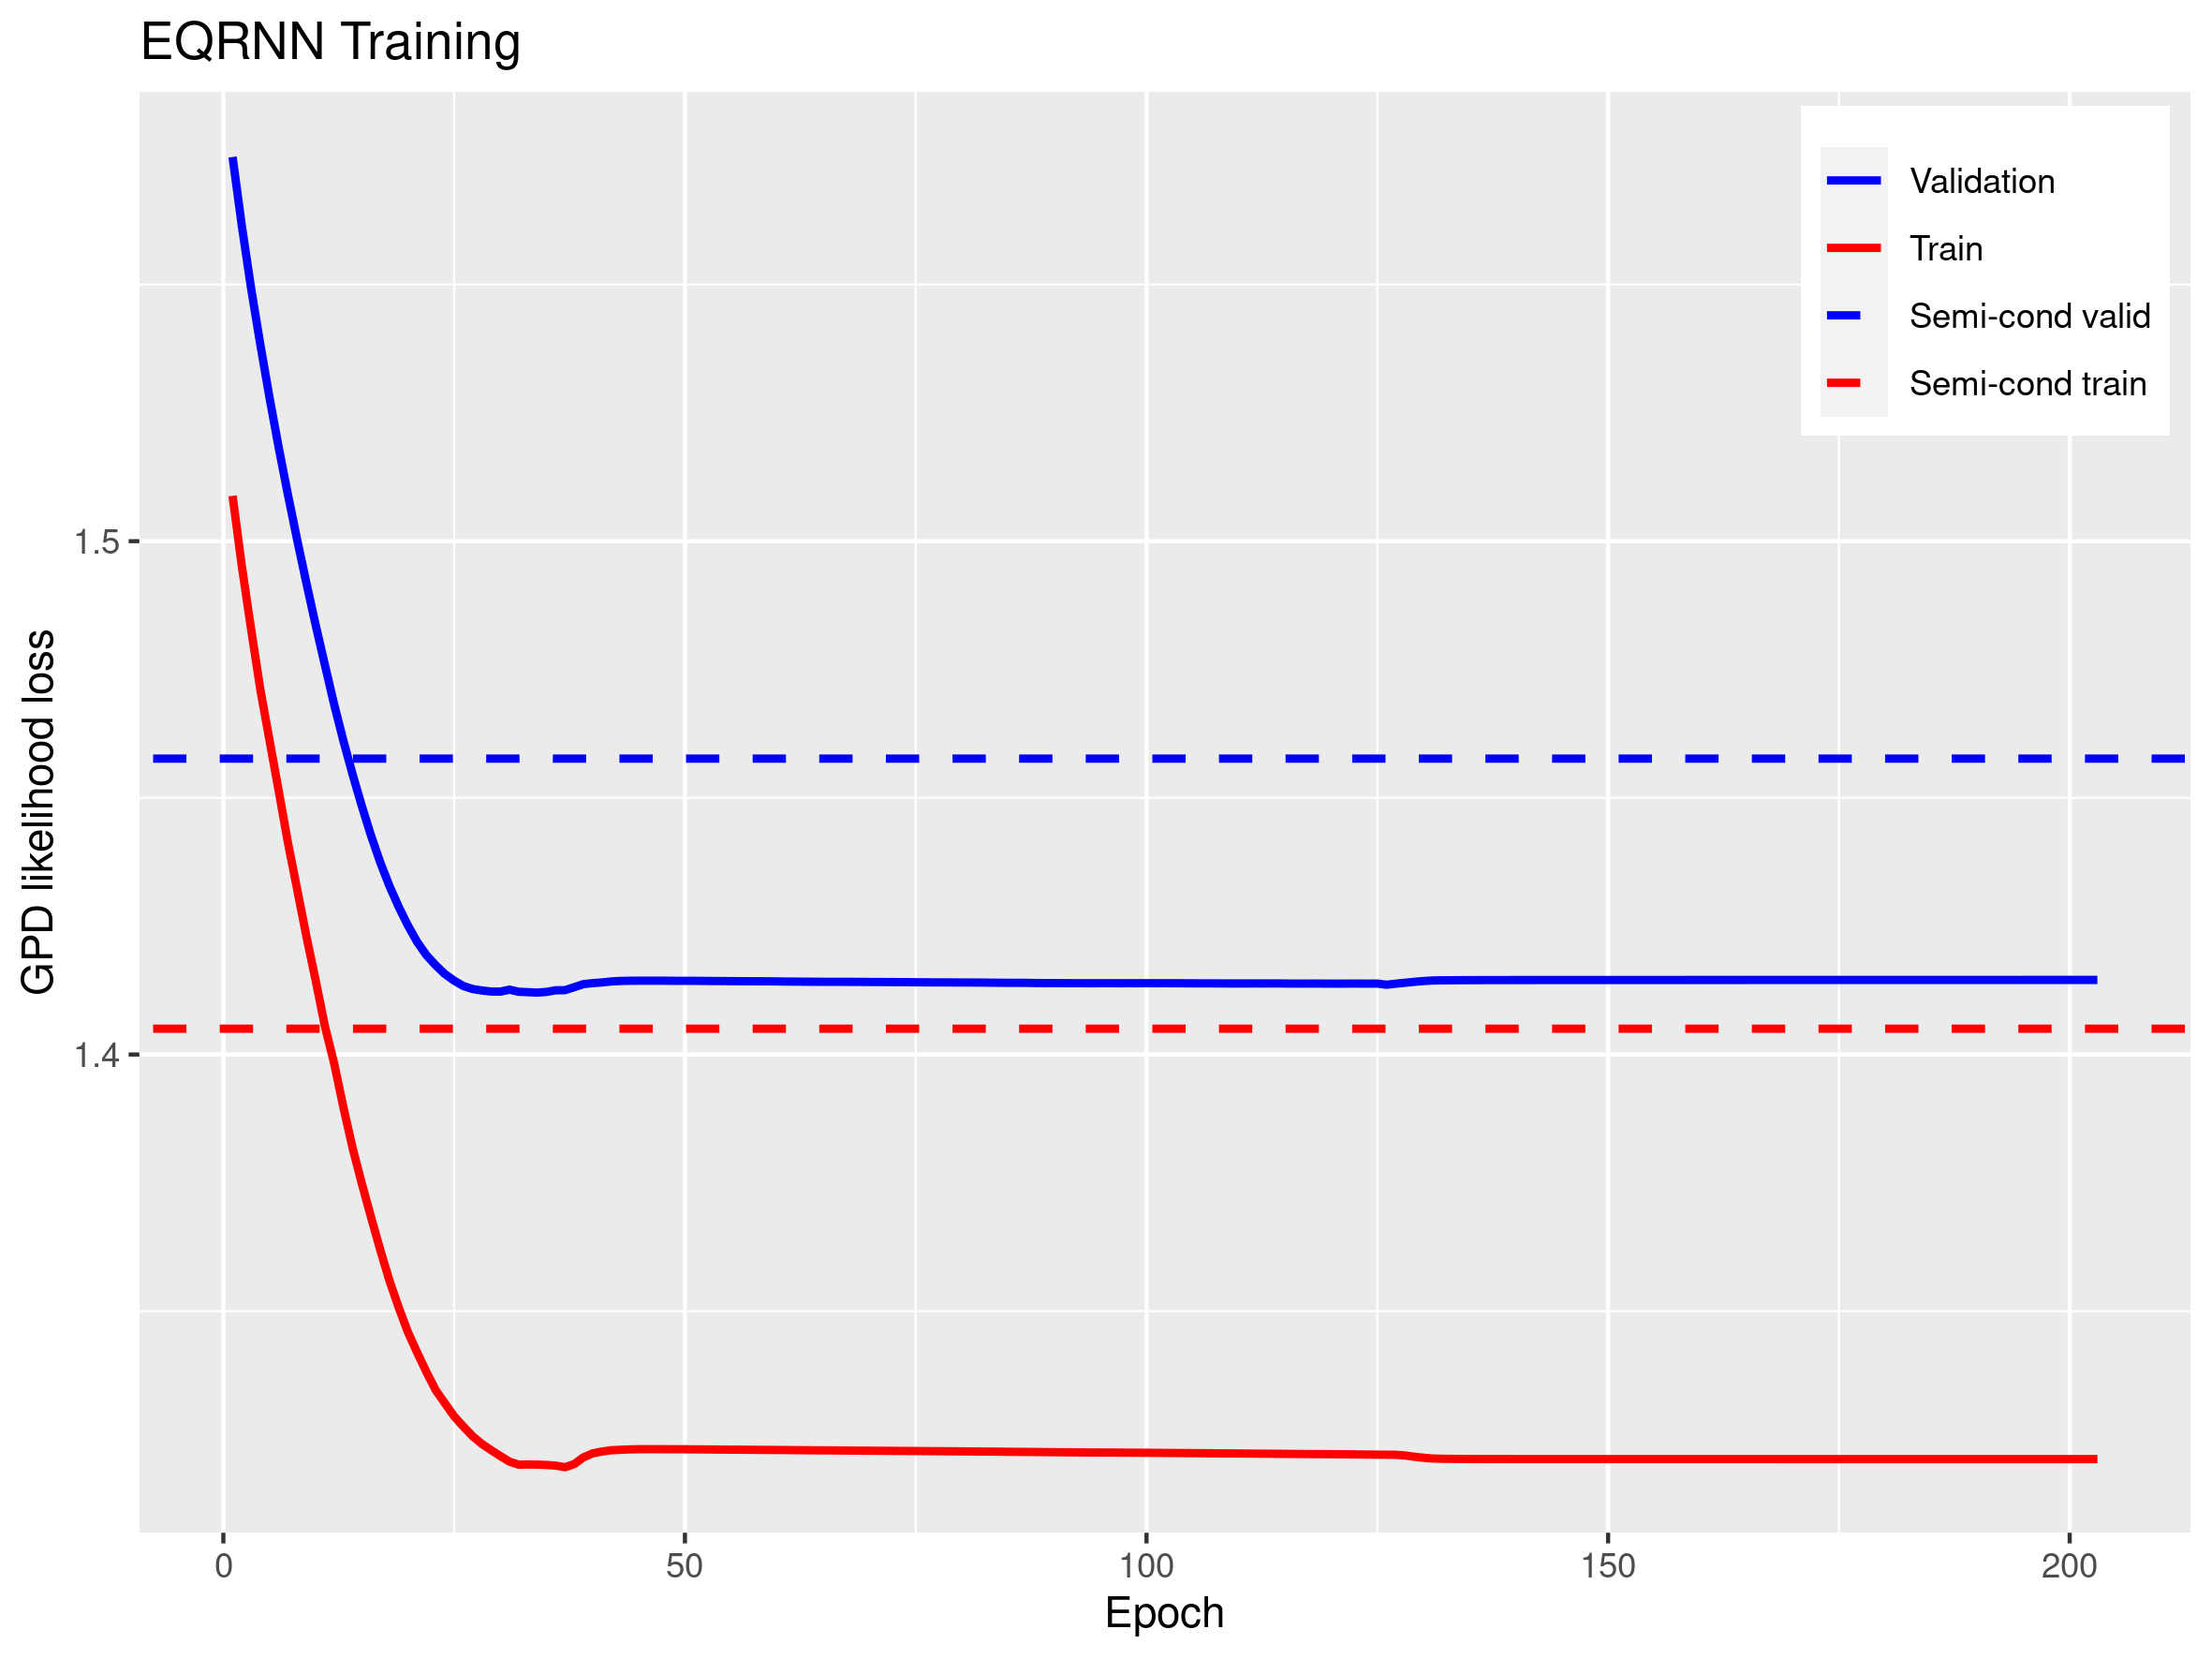 EQRNN Training
Validation
Train
Semi-cond valid
Semi-cond train
GPD likelihood loss
1.5
1.4
0 50 100 150 200
Epoch